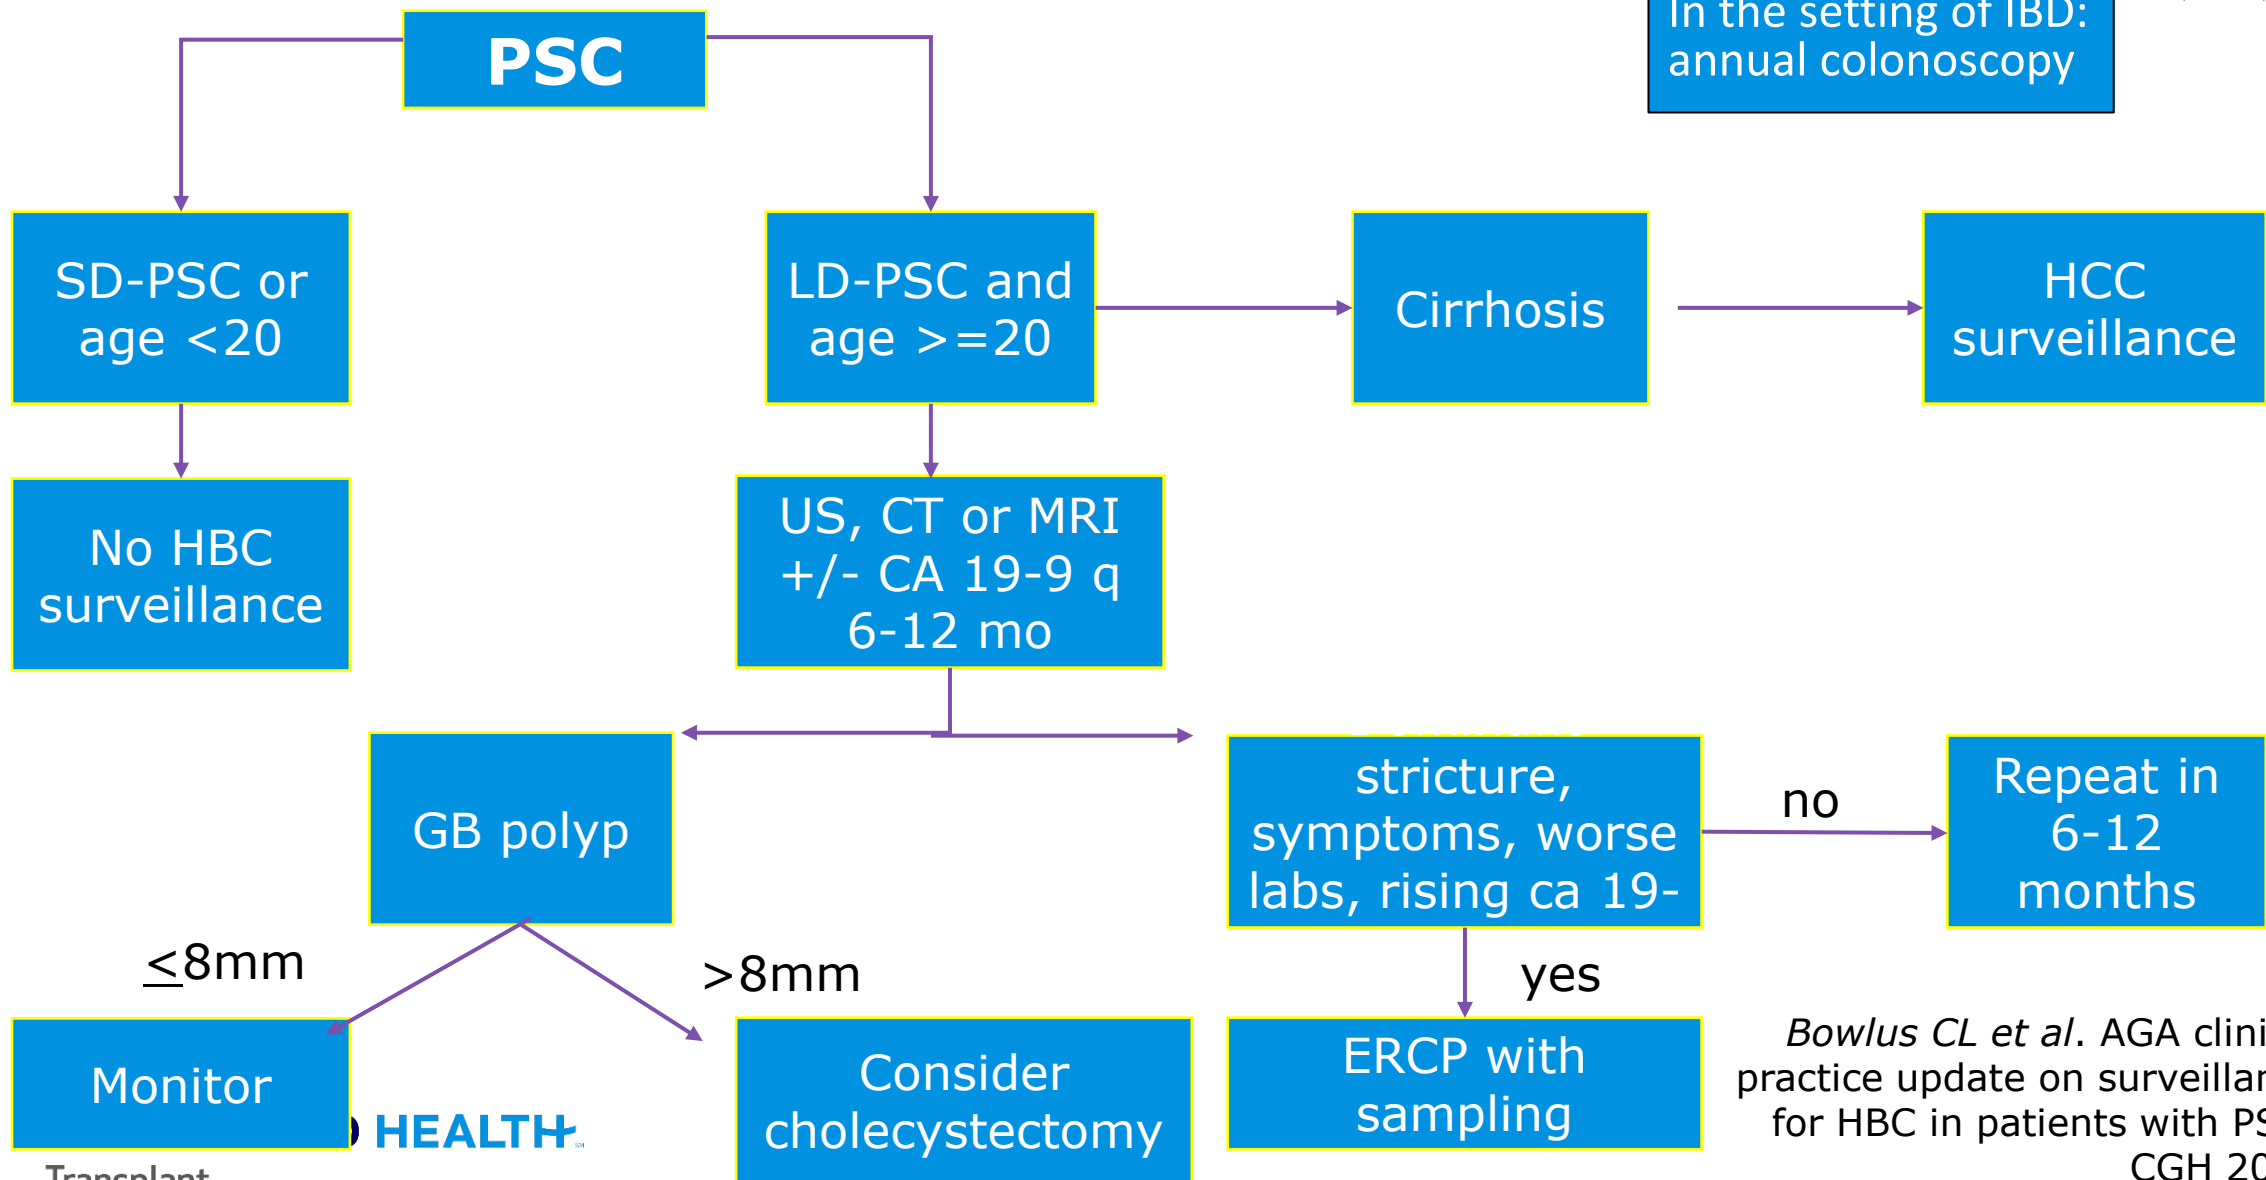 In the setting of IBD:
annual colonoscopy
PSC
SD-PSC or
age <20
LD-PSC and
age >=20
Cirrhosis
HCC
surveillance
No HBC
surveillance
US, CT or MRI
+/- CA 19-9 q
6-12 mo
GB polyp
stricture,
symptoms, worse
labs, rising ca 19-
no
Repeat in
6-12
months
≤8mm
>8mm
yes
Monitor
Consider
cholecystectomy
ERCP with
sampling
Bowlus CL et al. AGA clini
practice update on surveillan
for HBC in patients with PS
CGH 20
HEALTH SM
Transplant